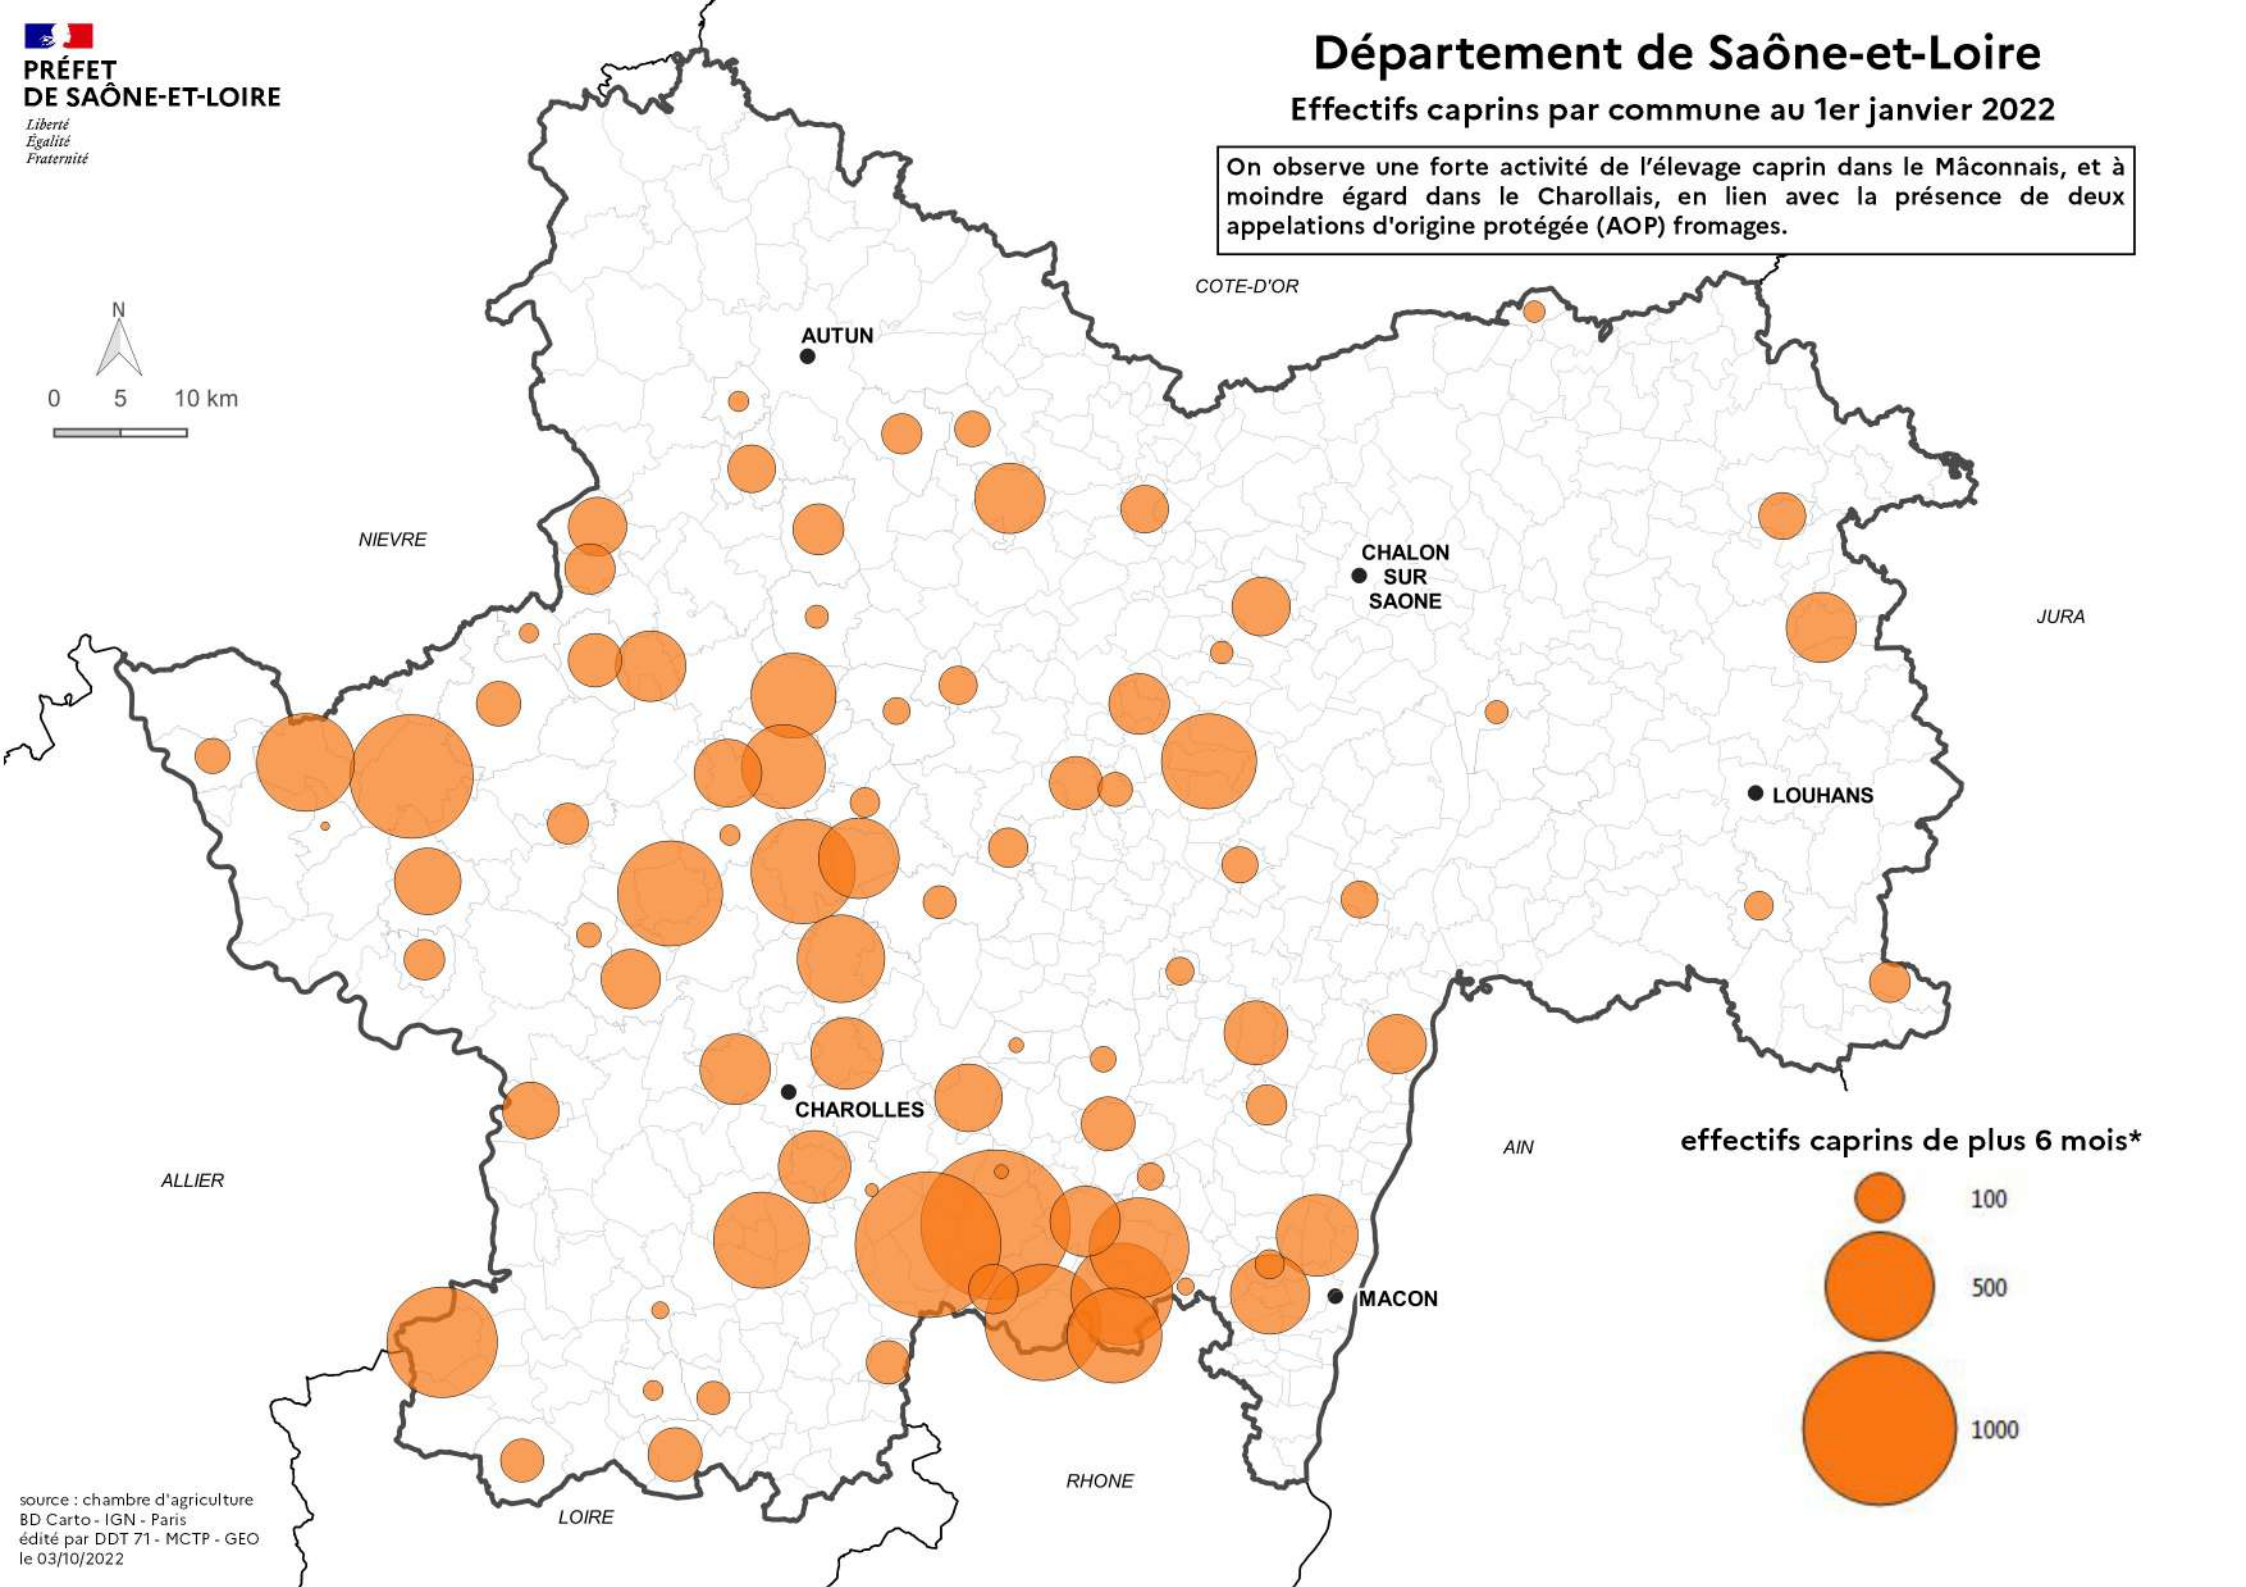 PRÉFET
DE SAÔNE-ET-LOIRE
Liberté
Égalité
Fraternité
Département de Saône-et-Loire
Effectifs caprins par commune au 1er janvier 2022
On observe une forte activité de l'élevage caprin dans le Mâconnais, et à
moindre égard dans le Charollais, en lien avec la présence de deux
appelations d'origine protégée (AOP) fromages.
COTE-D'OR
N
0 5 10 km
AUTUN
NIEVRE
CHALON
SUR
SAONE
JURA
LOUHANS
CHAROLLES
AIN
ALLIER
MACON
RHONE
LOIRE
effectifs caprins de plus 6 mois*
100
500
1000
source : chambre d'agriculture
BD Carto - IGN - Paris
édité par DDT 71 - MCTP - GEO
le 03/10/2022